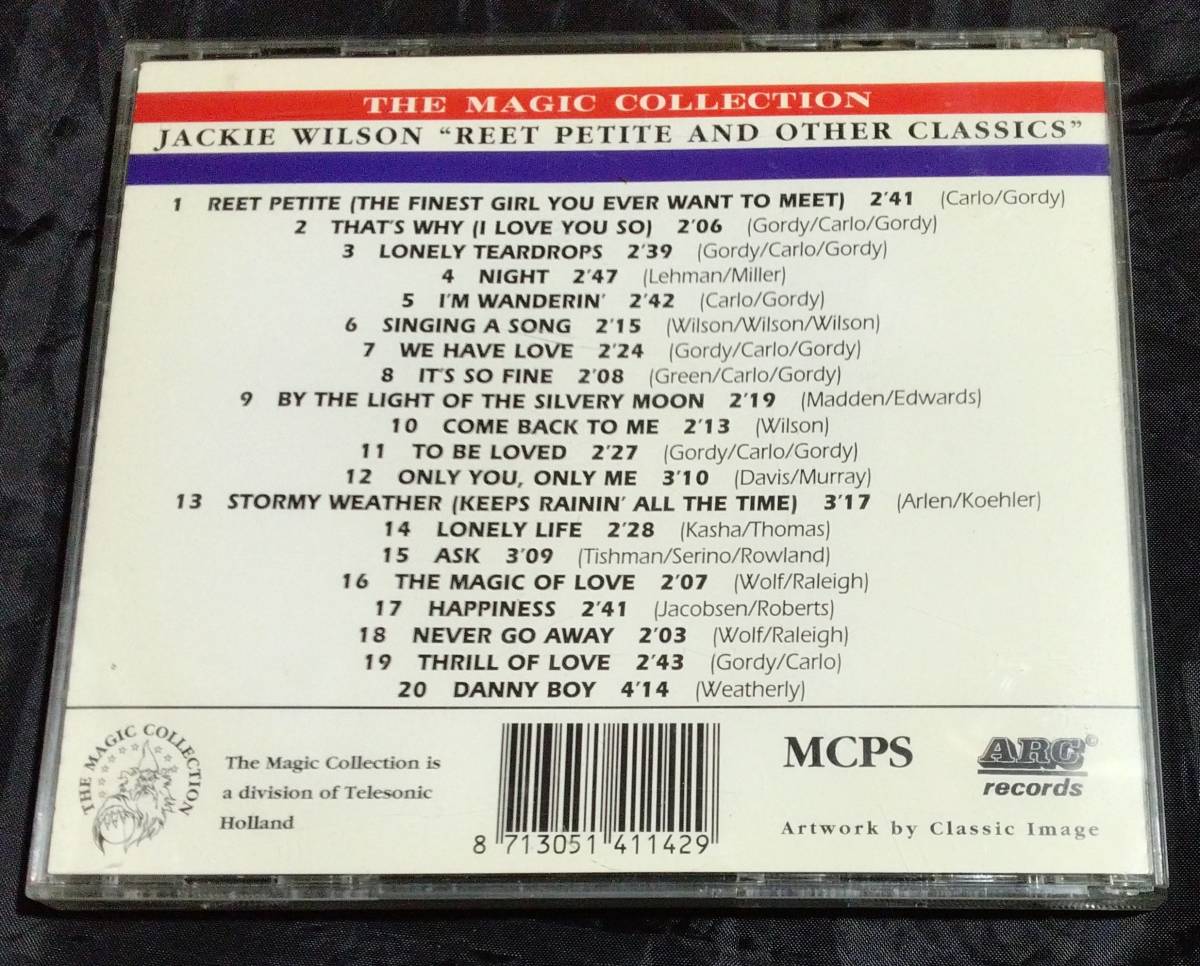 THE MAGIC COLLECTION
JACKIE WILSON “REET PETITE AND OTHER CLASSICS”
1 REET PETITE (THE FINEST GIRL YOU EVER WANT TO MEET) 2'41 (Carlo/Gordy)
2 THAT'S WHY (I LOVE YOU SO) 2'06 (Gordy/Carlo/Gordy)
3 LONELY TEARDROPS 2'39 (Gordy/Carlo/Gordy)
4 NIGHT 2'47 (Lehman/Miller)
5 I'M WANDERIN' 2'42 (Carlo/Gordy)
6 SINGING A SONG 2'15 (Wilson/Wilson/Wilson)
7 WE HAVE LOVE 2'24 (Gordy/Carlo/Gordy)
8 IT'S SO FINE 2'08 (Green/Carlo/Gordy)
9 BY THE LIGHT OF THE SILVERY MOON 2'19 (Madden/Edwards)
10 COME BACK TO ME 2'13 (Wilson)
11 TO BE LOVED 2'27 (Gordy/Carlo/Gordy)
12 ONLY YOU, ONLY ME 3'10 (Davis/Murray)
13 STORMY WEATHER (KEEPS RAININ' ALL THE TIME) 3'17 (Arlen/Koehler)
14 LONELY LIFE 2'28 (Kasha/Thomas)
15 ASK 3'09 (Tishman/Serino/Rowland)
16 THE MAGIC OF LOVE 2'07 (Wolf/Raleigh)
17 HAPPINESS 2'41 (Jacobsen/Roberts)
18 NEVER GO AWAY 2'03 (Wolf/Raleigh)
19 THRILL OF LOVE 2'43 (Gordy/Carlo)
20 DANNY BOY 4'14 (Weatherly)
THE MAGIC COLLECTION
The Magic Collection is
a division of Telesonic
Holland
8 713051 411429
MCPS
ARC©
records
Artwork by Classic Image